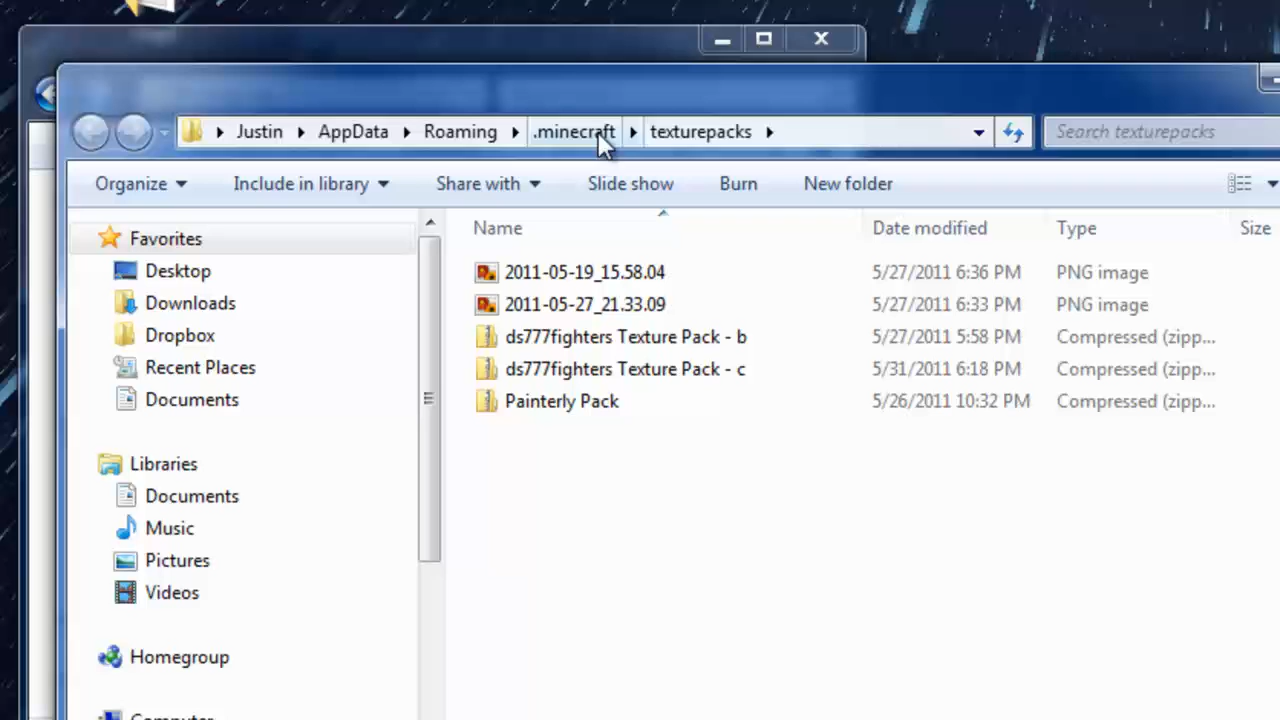 Justin AppData Roaming .minecraft texturepacks Search texturepacks
Organize Include in library Share with Slide show Burn New folder
Name Date modified Type Size
Favorites
Desktop
Downloads
Dropbox
Recent Places
Documents
Libraries
Documents
Music
Pictures
Videos
Homegroup
Computer
2011-05-19_15.58.04 5/27/2011 6:36 PM PNG image
2011-05-27_21.33.09 5/27/2011 6:33 PM PNG image
ds777fighters Texture Pack - b 5/27/2011 5:58 PM Compressed (zipp...
ds777fighters Texture Pack - c 5/31/2011 6:18 PM Compressed (zipp...
Painterly Pack 5/26/2011 10:32 PM Compressed (zipp...